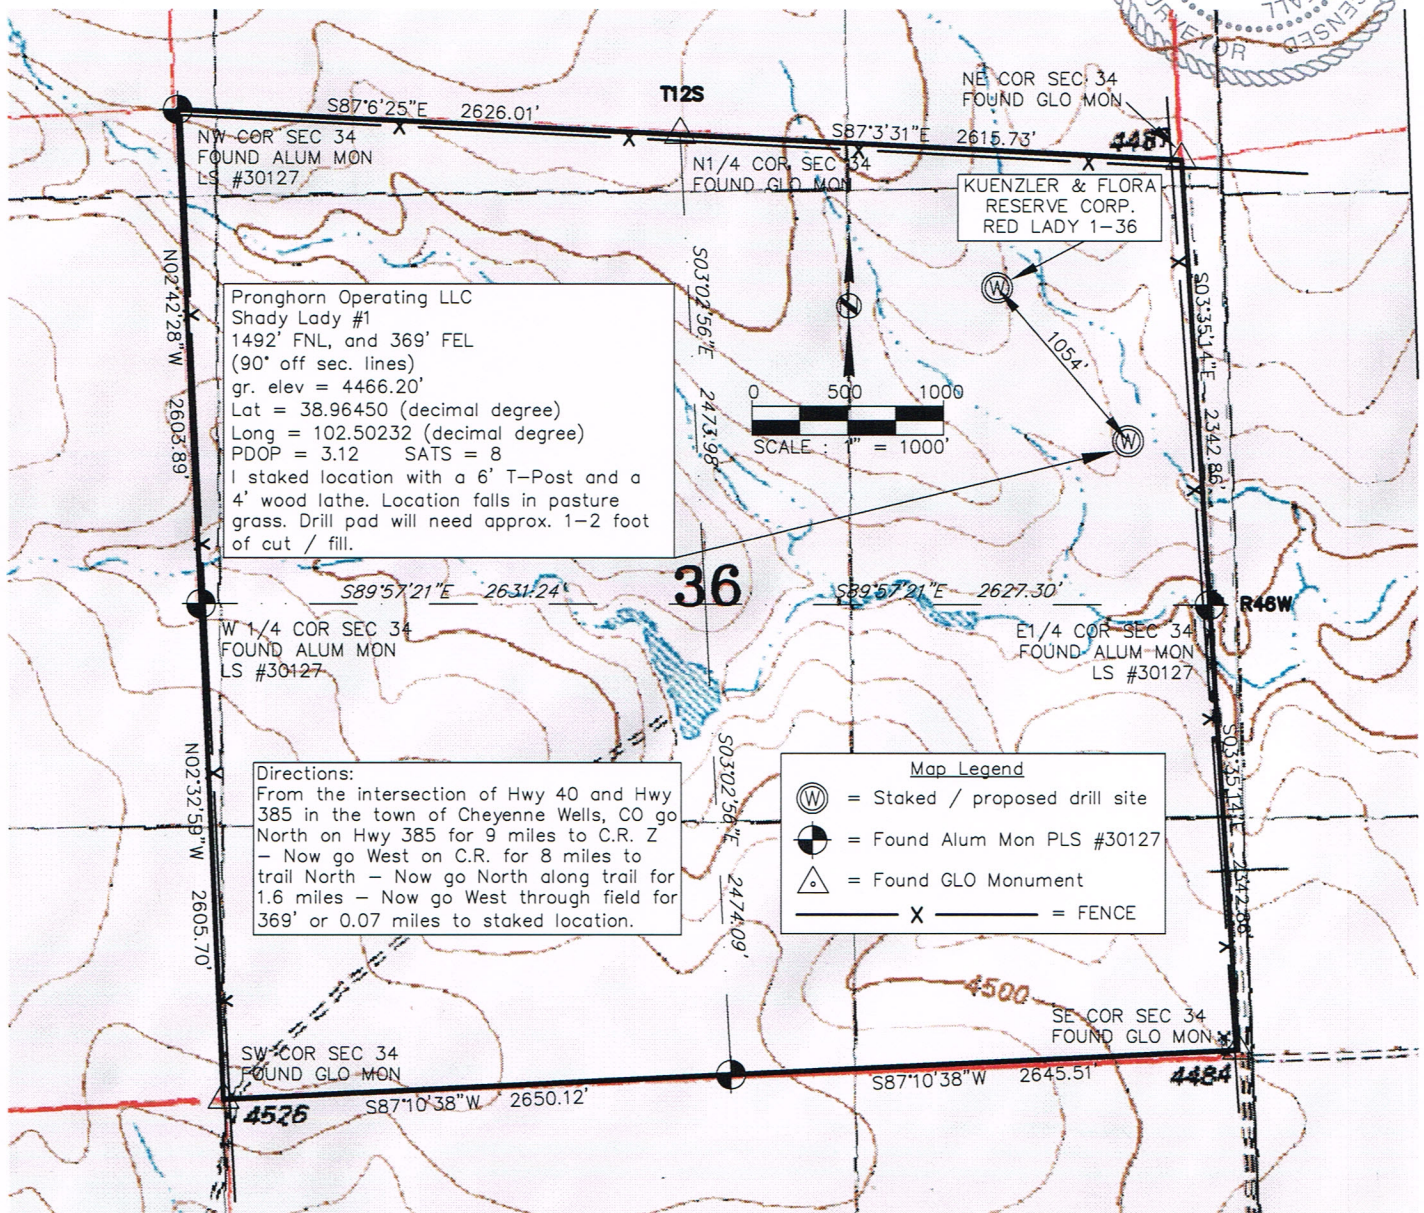 SURVEYOR
LICENSED
T12S
S87°6'25"E 2626.01'
NW COR SEC 34
FOUND ALUM MON
LS #30127
N1/4 COR SEC 34
FOUND GLO MON
S87°3'31"E 2615.73'
NE COR SEC 34
FOUND GLO MON
KUENZLER & FLORA
RESERVE CORP.
RED LADY 1-36
W
1054'
W
N02°42'28"W 2603.89'
S03°02'56"E 2473.98'
S03°35'14"E 2342.86'
Pronghorn Operating LLC
Shady Lady #1
1492' FNL, and 369' FEL
(90° off sec. lines)
gr. elev = 4466.20'
Lat = 38.96450 (decimal degree)
Long = 102.50232 (decimal degree)
PDOP = 3.12 SATS = 8
I staked location with a 6' T-Post and a
4' wood lathe. Location falls in pasture
grass. Drill pad will need approx. 1-2 foot
of cut / fill.
0 500 1000
SCALE : 1" = 1000'
S89°57'21"E 2631.24'
36
S89°57'21"E 2627.30'
R46W
W 1/4 COR SEC 34
FOUND ALUM MON
LS #30127
E1/4 COR SEC 34
FOUND ALUM MON
LS #30127
N02°32'59"W 2605.70'
S03°02'56"E 2474.09'
S03°35'14"E 2342.86'
Directions:
From the intersection of Hwy 40 and Hwy
385 in the town of Cheyenne Wells, CO go
North on Hwy 385 for 9 miles to C.R. Z
- Now go West on C.R. for 8 miles to
trail North - Now go North along trail for
1.6 miles - Now go West through field for
369' or 0.07 miles to staked location.
Map Legend
W = Staked / proposed drill site
= Found Alum Mon PLS #30127
= Found GLO Monument
X = FENCE
4500
SE COR SEC 34
FOUND GLO MON
4484
SW COR SEC 34
FOUND GLO MON
4526
S87°10'38"W 2650.12'
S87°10'38"W 2645.51'